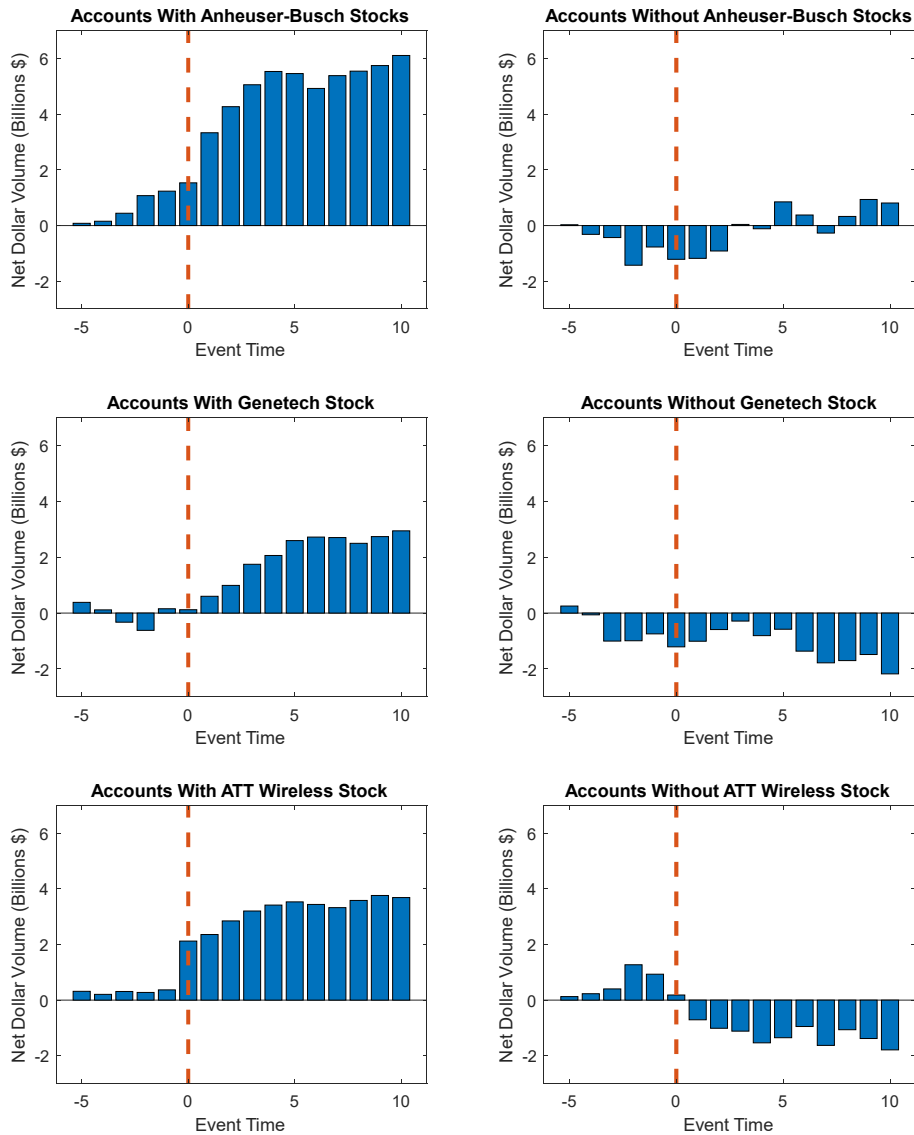 Accounts With Anheuser-Busch Stocks
Net Dollar Volume (Billions $)
6
4
2
0
-2
-5 0 5 10
Event Time
Accounts Without Anheuser-Busch Stocks
Net Dollar Volume (Billions $)
6
4
2
0
-2
-5 0 5 10
Event Time
Accounts With Genetech Stock
Net Dollar Volume (Billions $)
6
4
2
0
-2
-5 0 5 10
Event Time
Accounts Without Genetech Stock
Net Dollar Volume (Billions $)
6
4
2
0
-2
-5 0 5 10
Event Time
Accounts With ATT Wireless Stock
Net Dollar Volume (Billions $)
6
4
2
0
-2
-5 0 5 10
Event Time
Accounts Without ATT Wireless Stock
Net Dollar Volume (Billions $)
6
4
2
0
-2
-5 0 5 10
Event Time